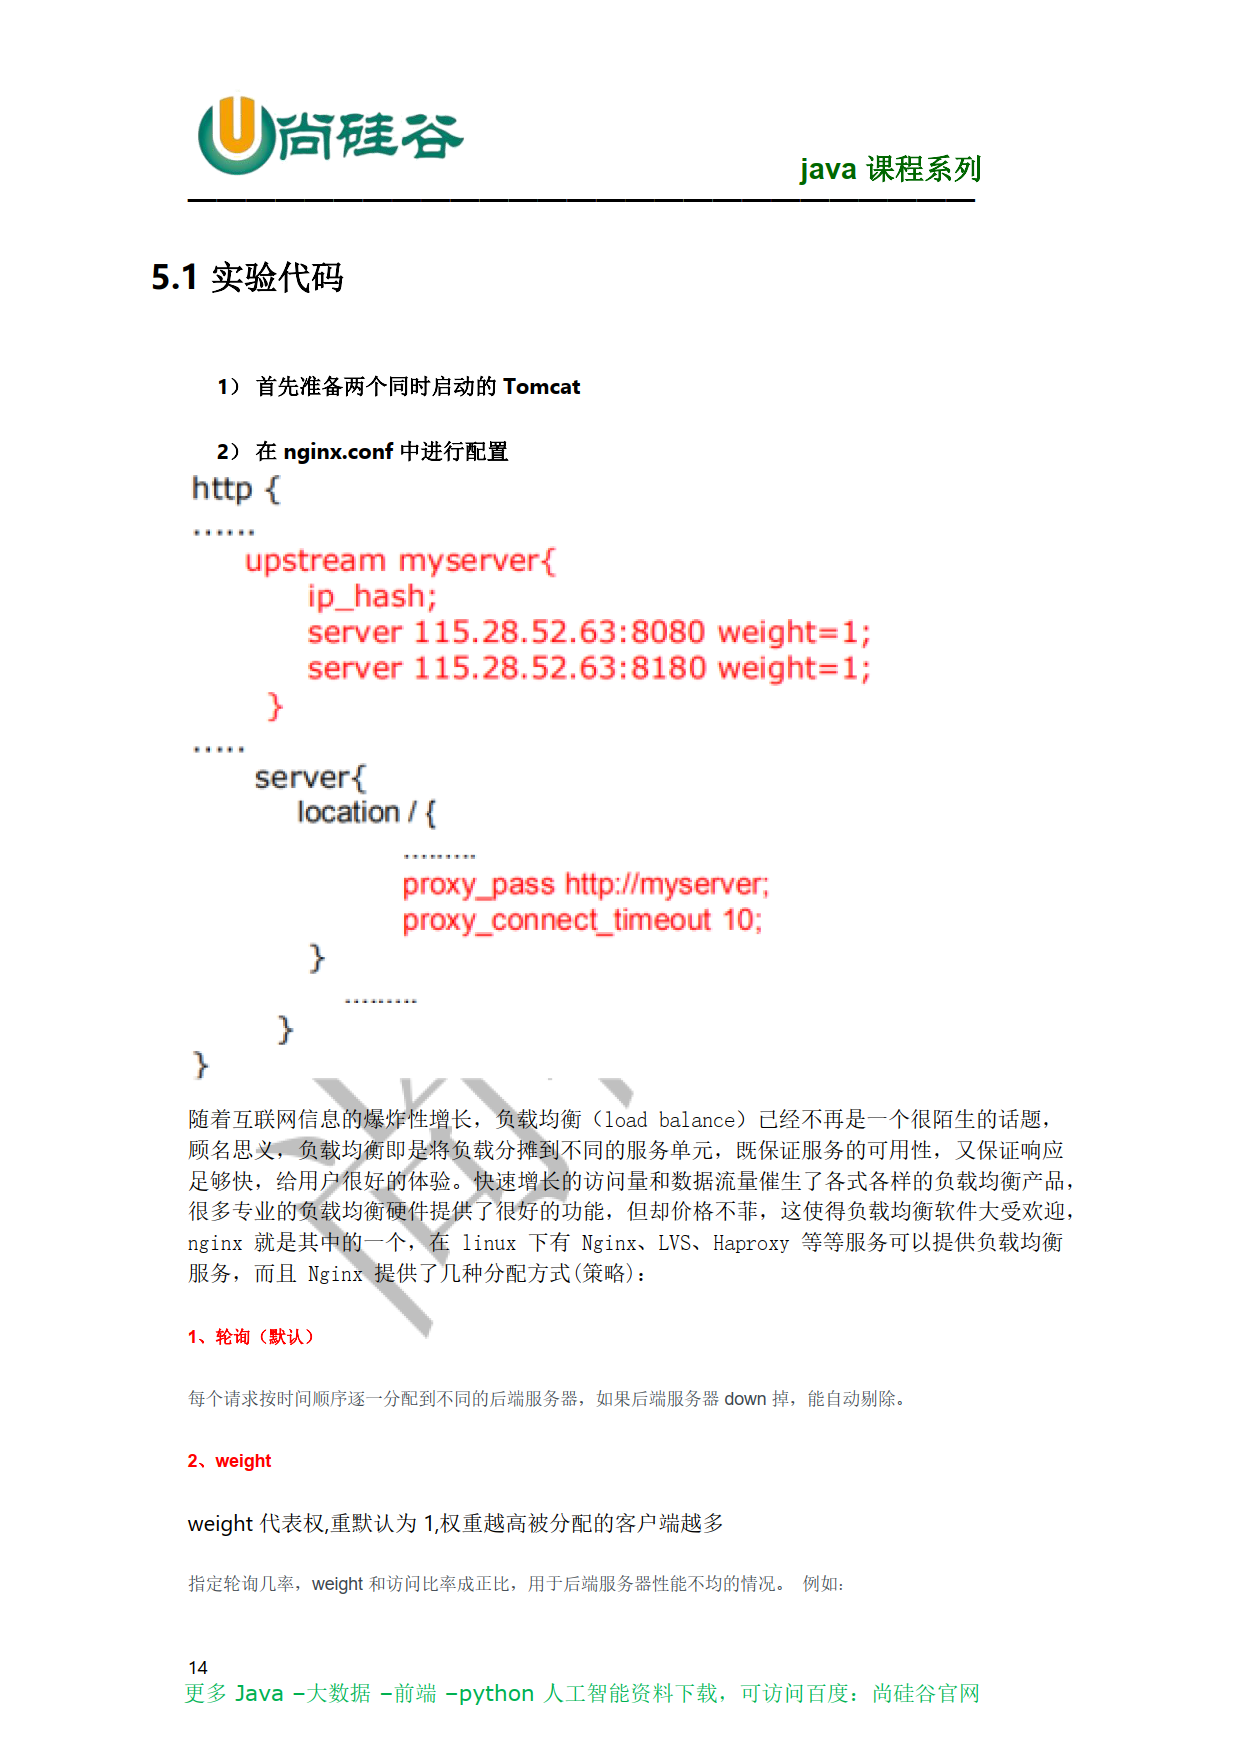 尚硅谷
java 课程系列
5.1 实验代码
1） 首先准备两个同时启动的 Tomcat
2） 在 nginx.conf 中进行配置
http {
......
upstream myserver{
ip_hash;
server 115.28.52.63:8080 weight=1;
server 115.28.52.63:8180 weight=1;
}
.....
server{
location / {
.........
proxy_pass http://myserver;
proxy_connect_timeout 10;
}
.........
}
}
随着互联网信息的爆炸性增长，负载均衡（load balance）已经不再是一个很陌生的话题，
顾名思义，负载均衡即是将负载分摊到不同的服务单元，既保证服务的可用性，又保证响应
足够快，给用户很好的体验。快速增长的访问量和数据流量催生了各式各样的负载均衡产品，
很多专业的负载均衡硬件提供了很好的功能，但却价格不菲，这使得负载均衡软件大受欢迎，
nginx 就是其中的一个，在 linux 下有 Nginx、LVS、Haproxy 等等服务可以提供负载均衡
服务，而且 Nginx 提供了几种分配方式(策略)：
1、轮询（默认）
每个请求按时间顺序逐一分配到不同的后端服务器，如果后端服务器 down 掉，能自动剔除。
2、weight
weight 代表权,重默认为 1,权重越高被分配的客户端越多
指定轮询几率，weight 和访问比率成正比，用于后端服务器性能不均的情况。 例如：
14
更多 Java –大数据 –前端 –python 人工智能资料下载，可访问百度：尚硅谷官网